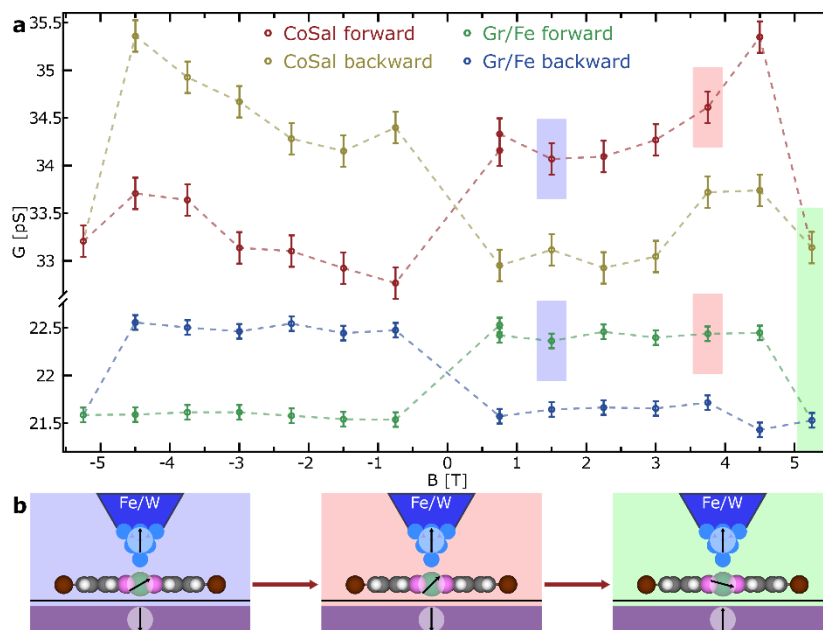 a
CoSal forward
Gr/Fe forward
CoSal backward
Gr/Fe backward
35.5
35
34.5
34
33.5
33
22.5
22
21.5
G [pS]
-5 -4 -3 -2 -1 0 1 2 3 4 5
B [T]
b
Fe/W
Fe/W
Fe/W